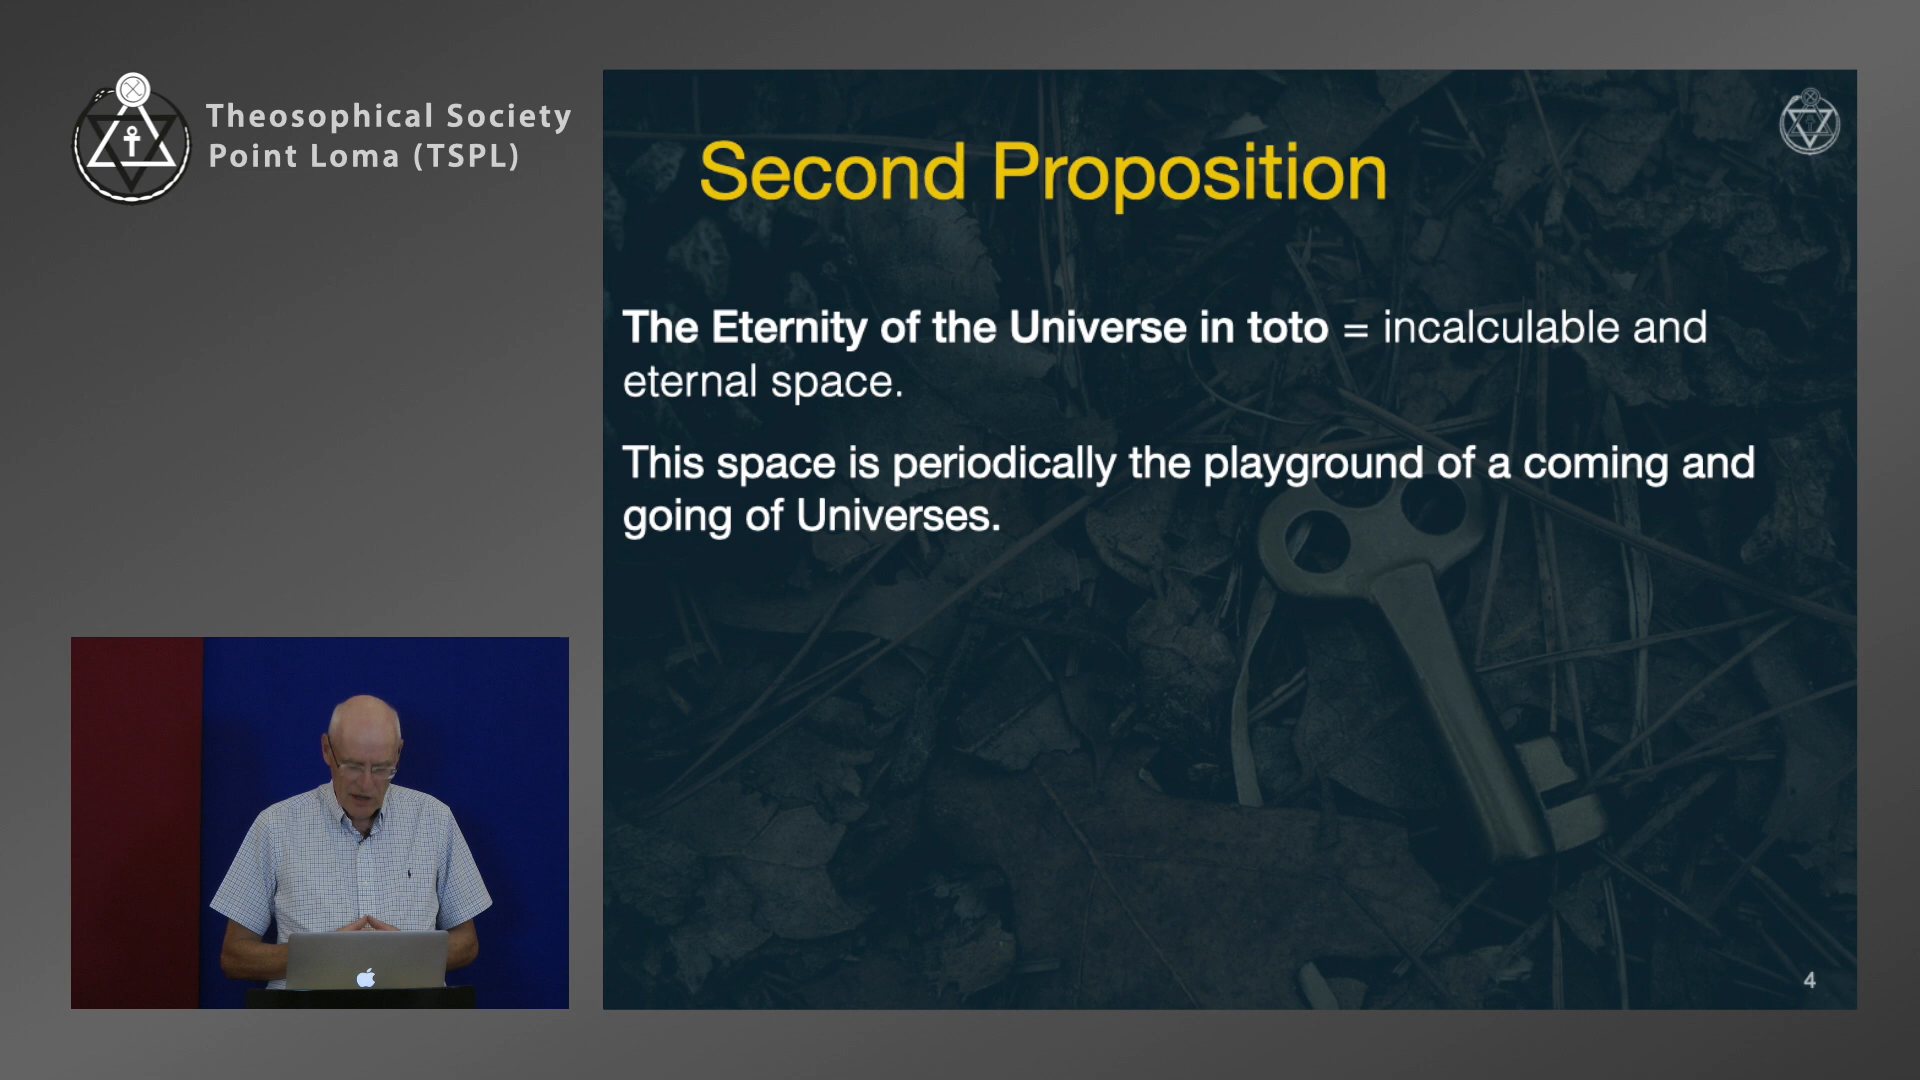 Theosophical Society
Point Loma (TSPL)
Second Proposition
The Eternity of the Universe in toto = incalculable and
eternal space.
This space is periodically the playground of a coming and
going of Universes.
4